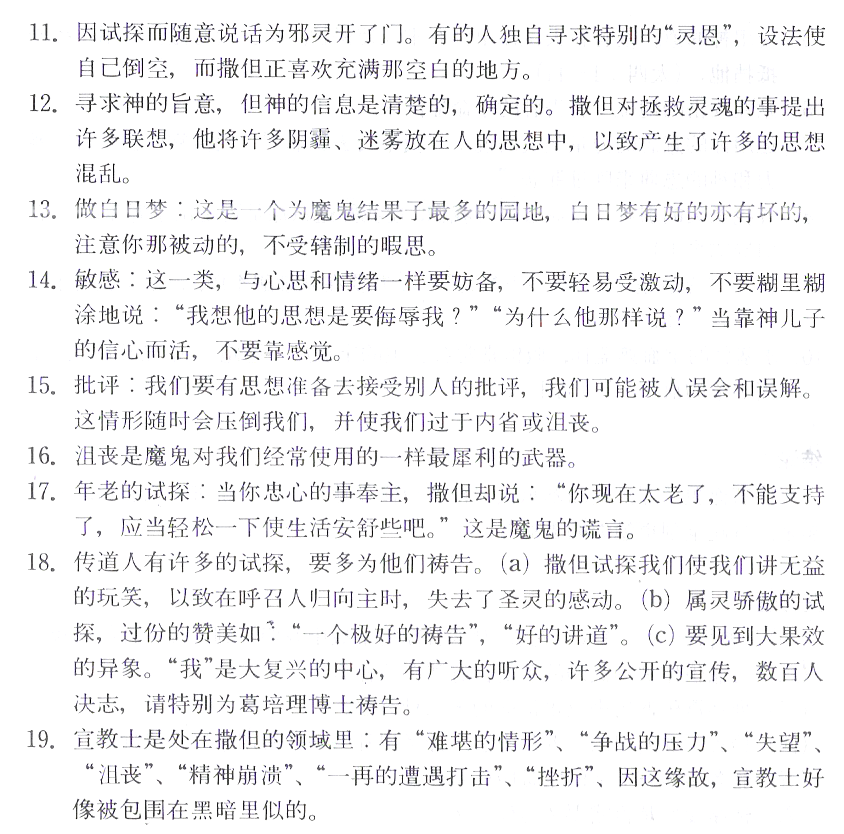 11. 因试探而随意说话为邪灵开了门。有的人独自寻求特别的“灵恩”，设法使
自己倒空，而撒但正喜欢充满那空白的地方。
12. 寻求神的旨意，但神的信息是清楚的，确定的。撒但对拯救灵魂的事提出
许多联想，他将许多阴霾、迷雾放在人的思想中，以致产生了许多的思想
混乱。
13. 做白日梦：这是一个为魔鬼结果子最多的园地，白日梦有好的亦有坏的，
注意你那被动的，不受辖制的暇思。
14. 敏感：这一类，与心思和情绪一样要妨备，不要轻易受激动，不要糊里糊
涂地说：“我想他的思想是要侮辱我？”“为什么他那样说？”当靠神儿子
的信心而活，不要靠感觉。
15. 批评：我们要有思想准备去接受别人的批评，我们可能被人误会和误解。
这情形随时会压倒我们，并使我们过于内省或沮丧。
16. 沮丧是魔鬼对我们经常使用的一样最犀利的武器。
17. 年老的试探：当你忠心的事奉主，撒但却说：“你现在太老了，不能支持
了，应当轻松一下使生活安舒些吧。”这是魔鬼的谎言。
18. 传道人有许多的试探，要多为他们祷告。(a) 撒但试探我们使我们讲无益
的玩笑，以致在呼召人归向主时，失去了圣灵的感动。(b) 属灵骄傲的试
探，过份的赞美如：“一个极好的祷告”，“好的讲道”。(c) 要见到大果效
的异象。“我”是大复兴的中心，有广大的听众，许多公开的宣传，数百人
决志，请特别为葛培理博士祷告。
19. 宣教士是处在撒但的领域里：有“难堪的情形”、“争战的压力”、“失望”、
“沮丧”、“精神崩溃”、“一再的遭遇打击”、“挫折”、因这缘故，宣教士好
像被包围在黑暗里似的。